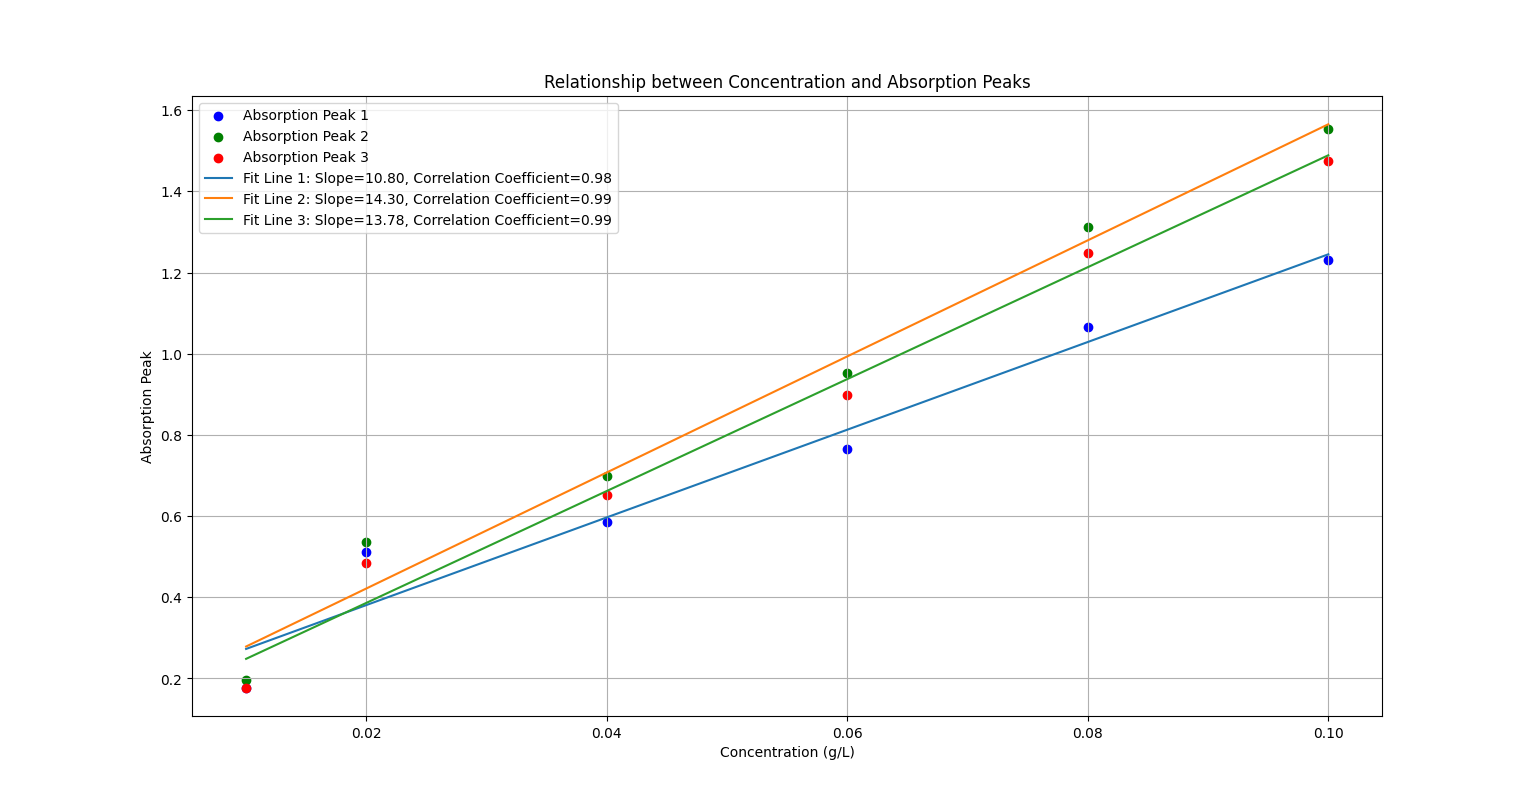 Relationship between Concentration and Absorption Peaks
Absorption Peak 1
Absorption Peak 2
Absorption Peak 3
Fit Line 1: Slope=10.80, Correlation Coefficient=0.98
Fit Line 2: Slope=14.30, Correlation Coefficient=0.99
Fit Line 3: Slope=13.78, Correlation Coefficient=0.99
Absorption Peak
1.6
1.4
1.2
1.0
0.8
0.6
0.4
0.2
0.02 0.04 0.06 0.08 0.10
Concentration (g/L)